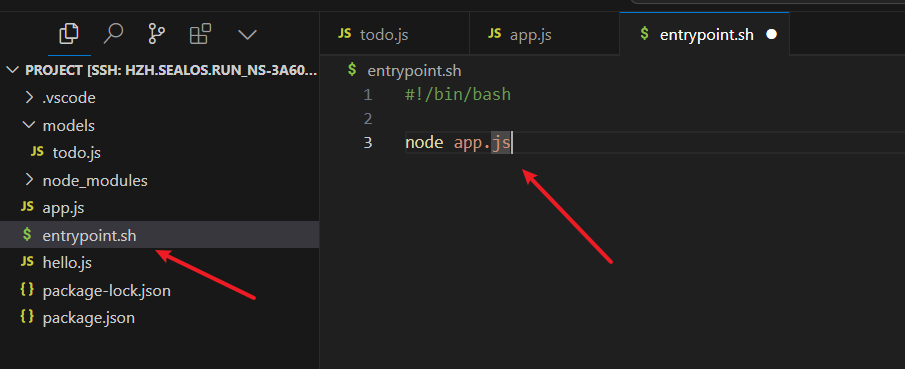 JS todo.js
JS app.js
$ entrypoint.sh
PROJECT [SSH: HZH.SEALOS.RUN_NS-3A60...
.vscode
models
JS todo.js
node_modules
JS app.js
$ entrypoint.sh
JS hello.js
{} package-lock.json
{} package.json
$ entrypoint.sh
1 #!/bin/bash
2
3 node app.js